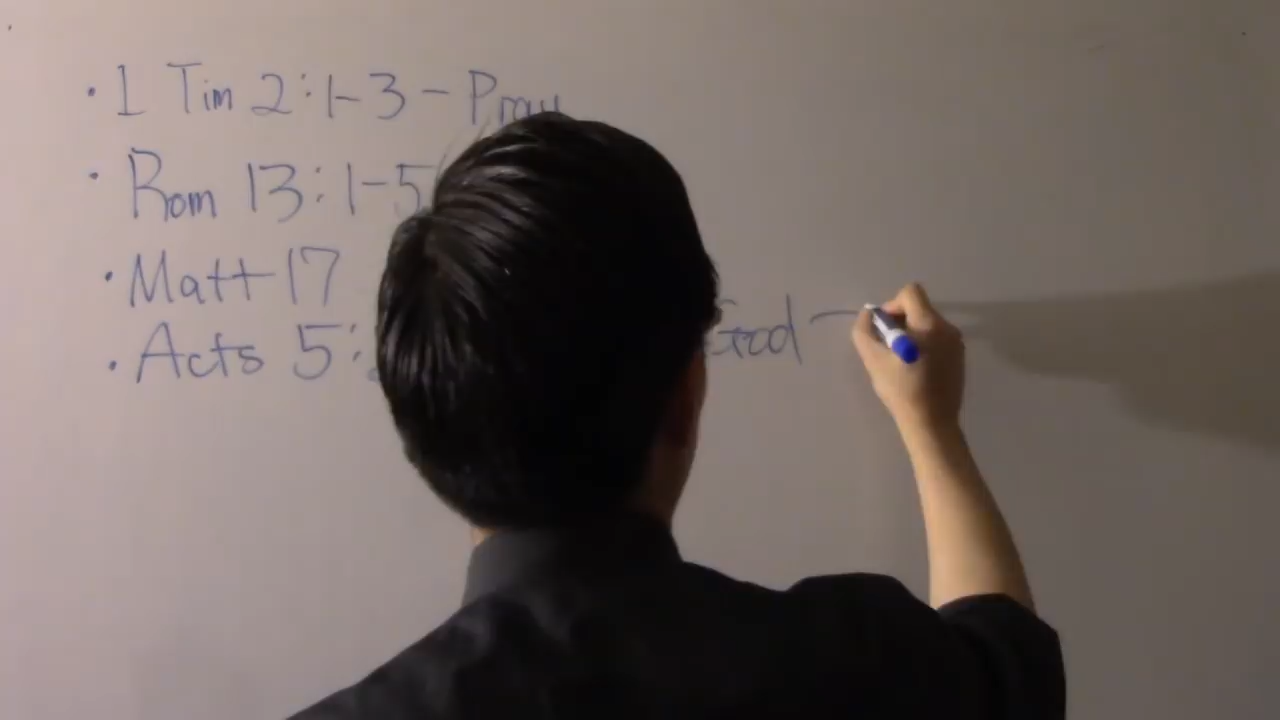 • 1 Tim 2:1-3 - Pray
• Rom 13:1-5
• Matt 17
• Acts 5: God -